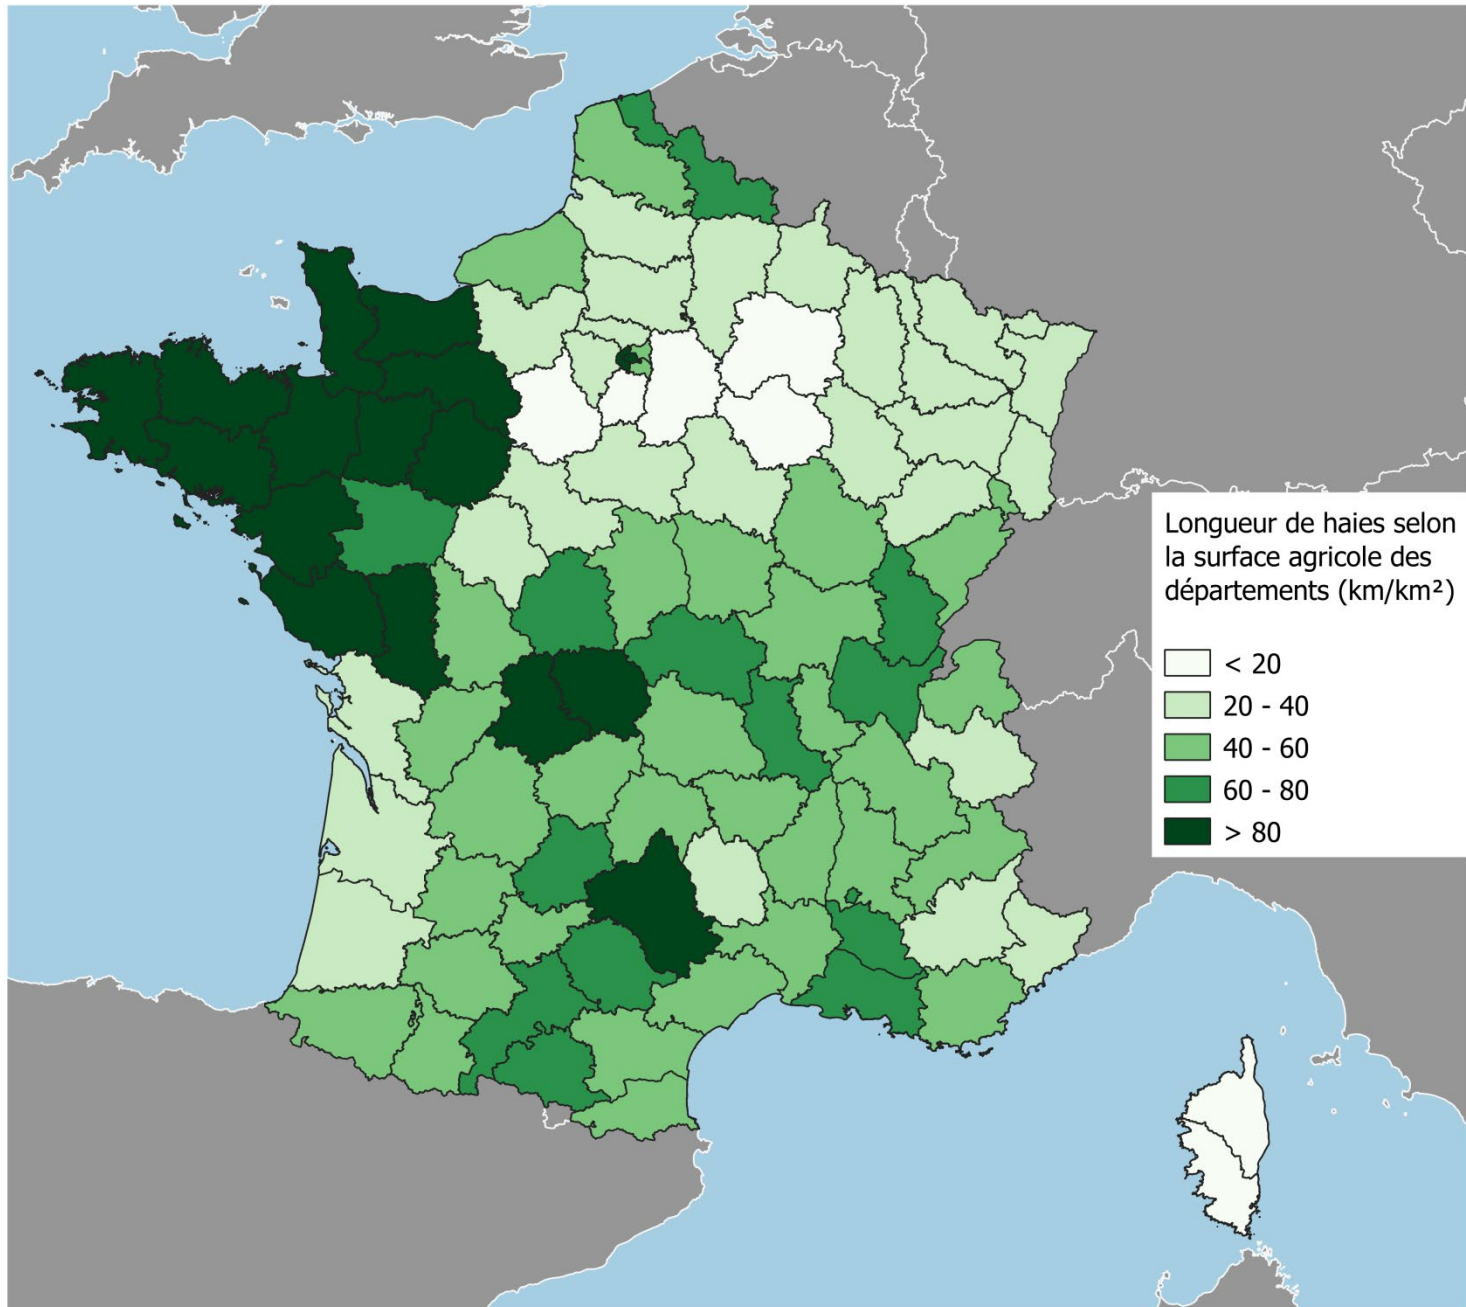 Longueur de haies selon
la surface agricole des
départements (km/km²)
< 20
20 - 40
40 - 60
60 - 80
> 80